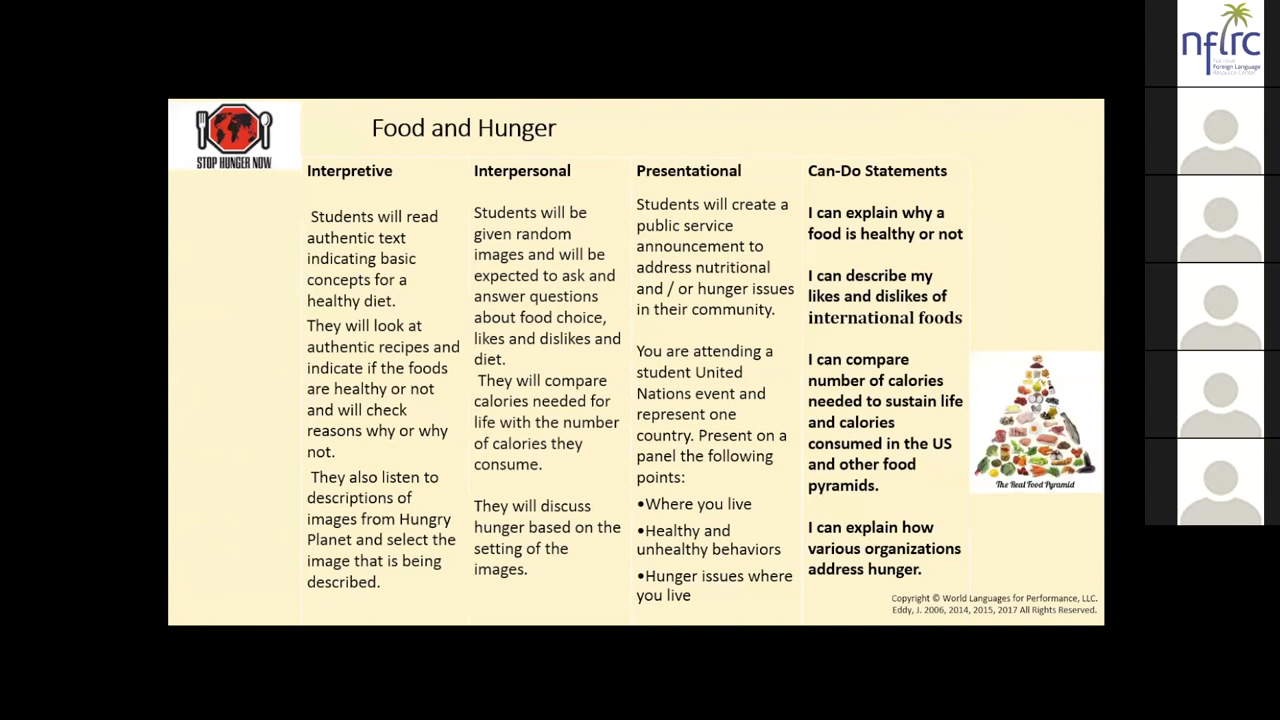 Food and Hunger
STOP HUNGER NOW
Interpretive
Students will read
authentic text
indicating basic
concepts for a
healthy diet.
They will look at
authentic recipes and
indicate if the foods
are healthy or not
and will check
reasons why or why
not.
They also listen to
descriptions of
images from Hungry
Planet and select the
image that is being
described.
Interpersonal
Students will be
given random
images and will be
expected to ask and
answer questions
about food choice,
likes and dislikes and
diet.
They will compare
calories needed for
life with the number
of calories they
consume.
They will discuss
hunger based on the
setting of the
images.
Presentational
Students will create a
public service
announcement to
address nutritional
and / or hunger issues
in their community.
You are attending a
student United
Nations event and
represent one
country. Present on a
panel the following
points:
•Where you live
•Healthy and
unhealthy behaviors
•Hunger issues where
you live
Can-Do Statements
I can explain why a
food is healthy or not
I can describe my
likes and dislikes of
international foods
I can compare
number of calories
needed to sustain life
and calories
consumed in the US
and other food
pyramids.
I can explain how
various organizations
address hunger.
The Real Food Pyramid
Copyright © World Languages for Performance, LLC.
Eddy, J. 2006, 2014, 2015, 2017 All Rights Reserved.
nflrc
National
Foreign Language
Resource Center